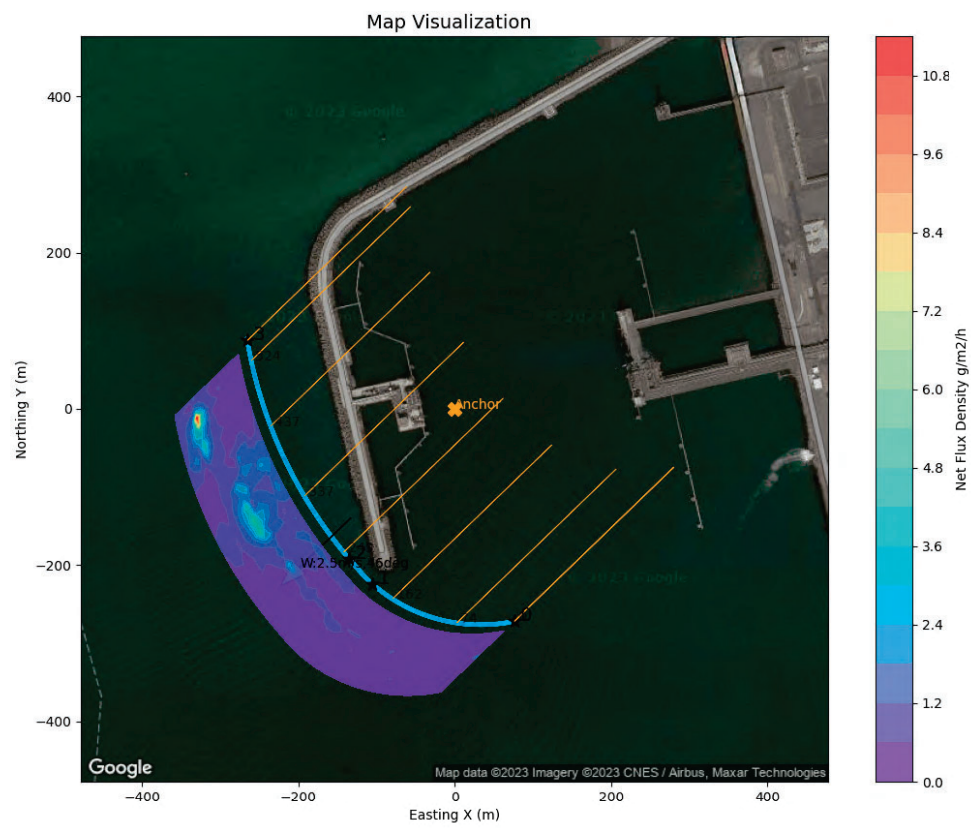 Map Visualization
400
200
0
−200
−400
Northing Y (m)
−400
−200
0
200
400
Easting X (m)
© 2023 Google
Anchor
© 2023 Google
Google
Map data ©2023 Imagery ©2023 CNES / Airbus, Maxar Technologies
10.8
9.6
8.4
7.2
6.0
4.8
3.6
2.4
1.2
0.0
Net Flux Density g/m2/h